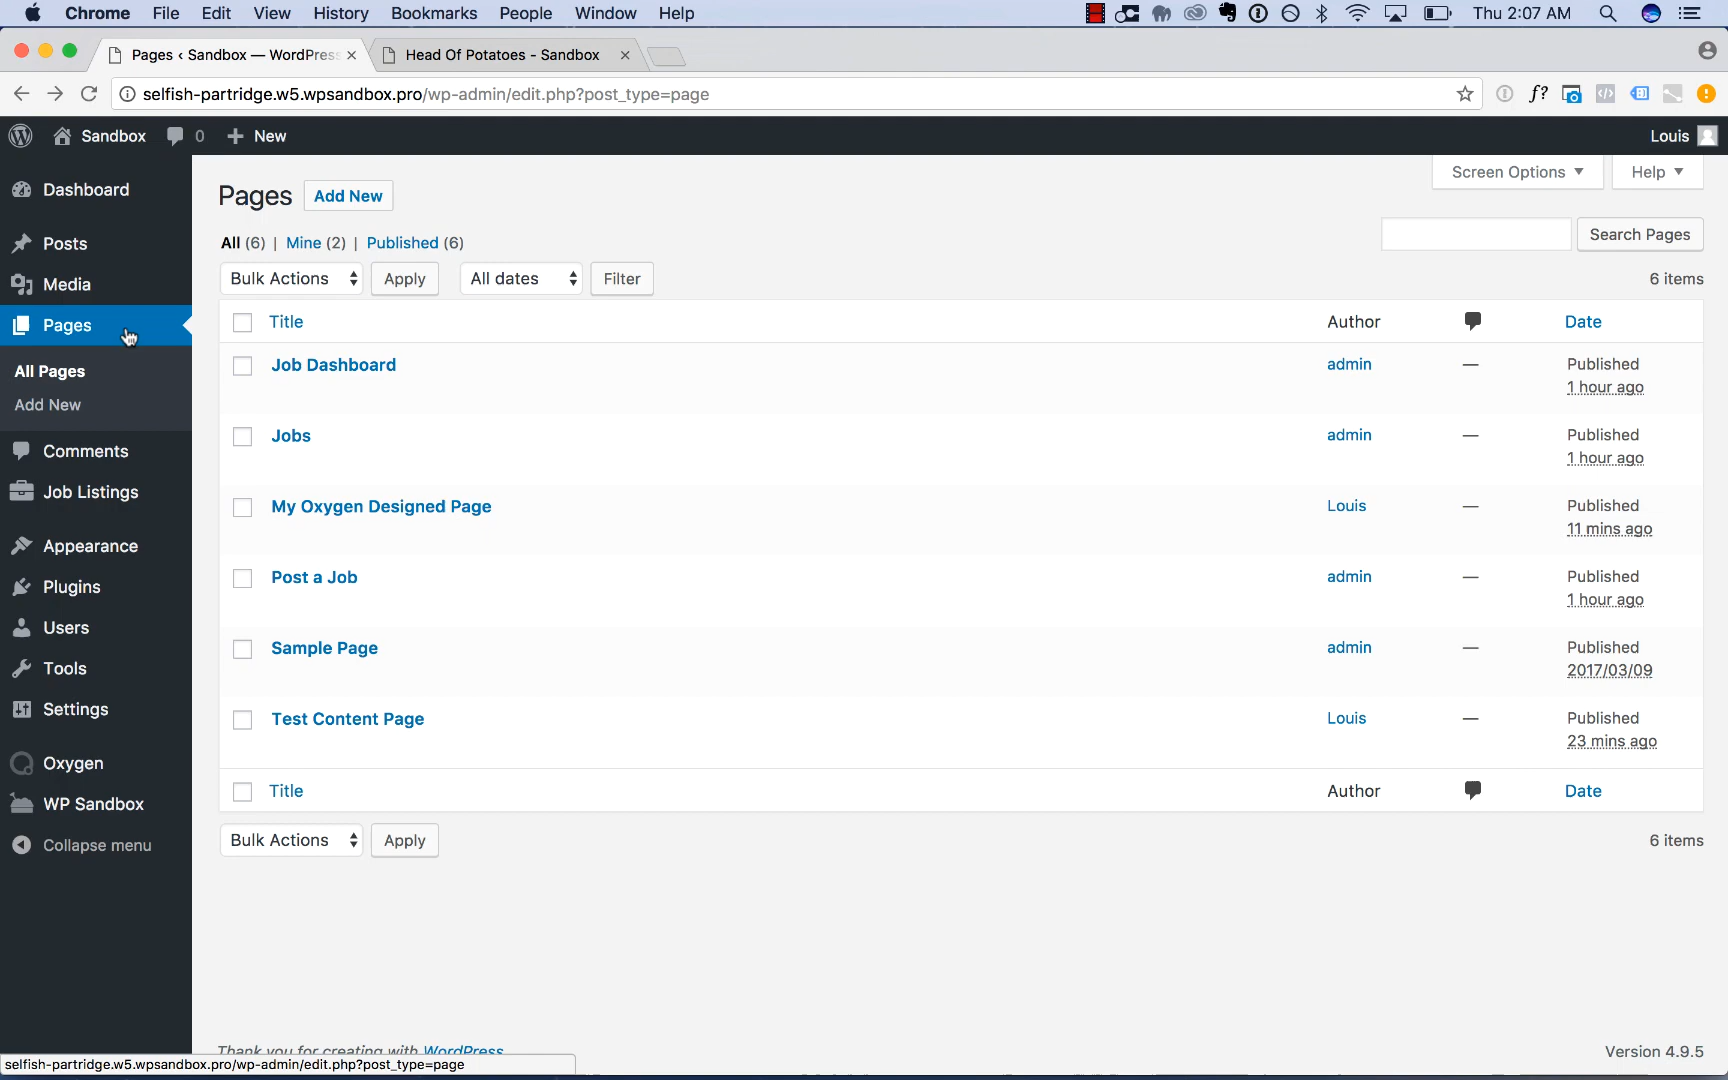 Chrome File Edit View History Bookmarks People Window Help Thu 2:07 AM
Pages ‹ Sandbox — WordPress Head Of Potatoes - Sandbox
selfish-partridge.w5.wpsandbox.pro/wp-admin/edit.php?post_type=page f?
Sandbox 0 New Louis
Screen Options Help
Dashboard
Posts
Media
Pages
All Pages
Add New
Comments
Job Listings
Appearance
Plugins
Users
Tools
Settings
Oxygen
WP Sandbox
Collapse menu
Pages Add New
All (6) | Mine (2) | Published (6)
Search Pages
Bulk Actions Apply All dates Filter 6 items
Title Author Date
Job Dashboard admin — Published
1 hour ago
Jobs admin — Published
1 hour ago
My Oxygen Designed Page Louis — Published
11 mins ago
Post a Job admin — Published
1 hour ago
Sample Page admin — Published
2017/03/09
Test Content Page Louis — Published
23 mins ago
Title Author Date
Bulk Actions Apply 6 items
Thank you for creating with WordPress Version 4.9.5
selfish-partridge.w5.wpsandbox.pro/wp-admin/edit.php?post_type=page